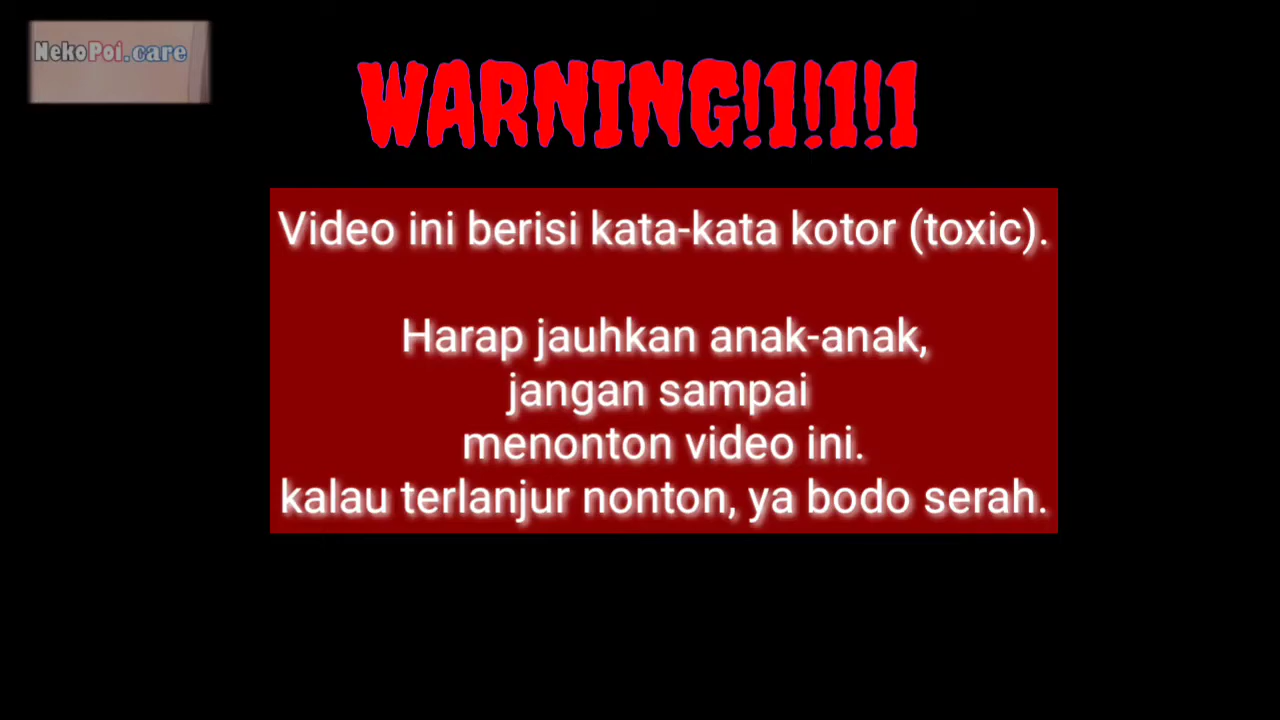 NekoPoi.care
WARNING!1!1!1
Video ini berisi kata-kata kotor (toxic).
Harap jauhkan anak-anak,
jangan sampai
menonton video ini.
kalau terlanjur nonton, ya bodo serah.